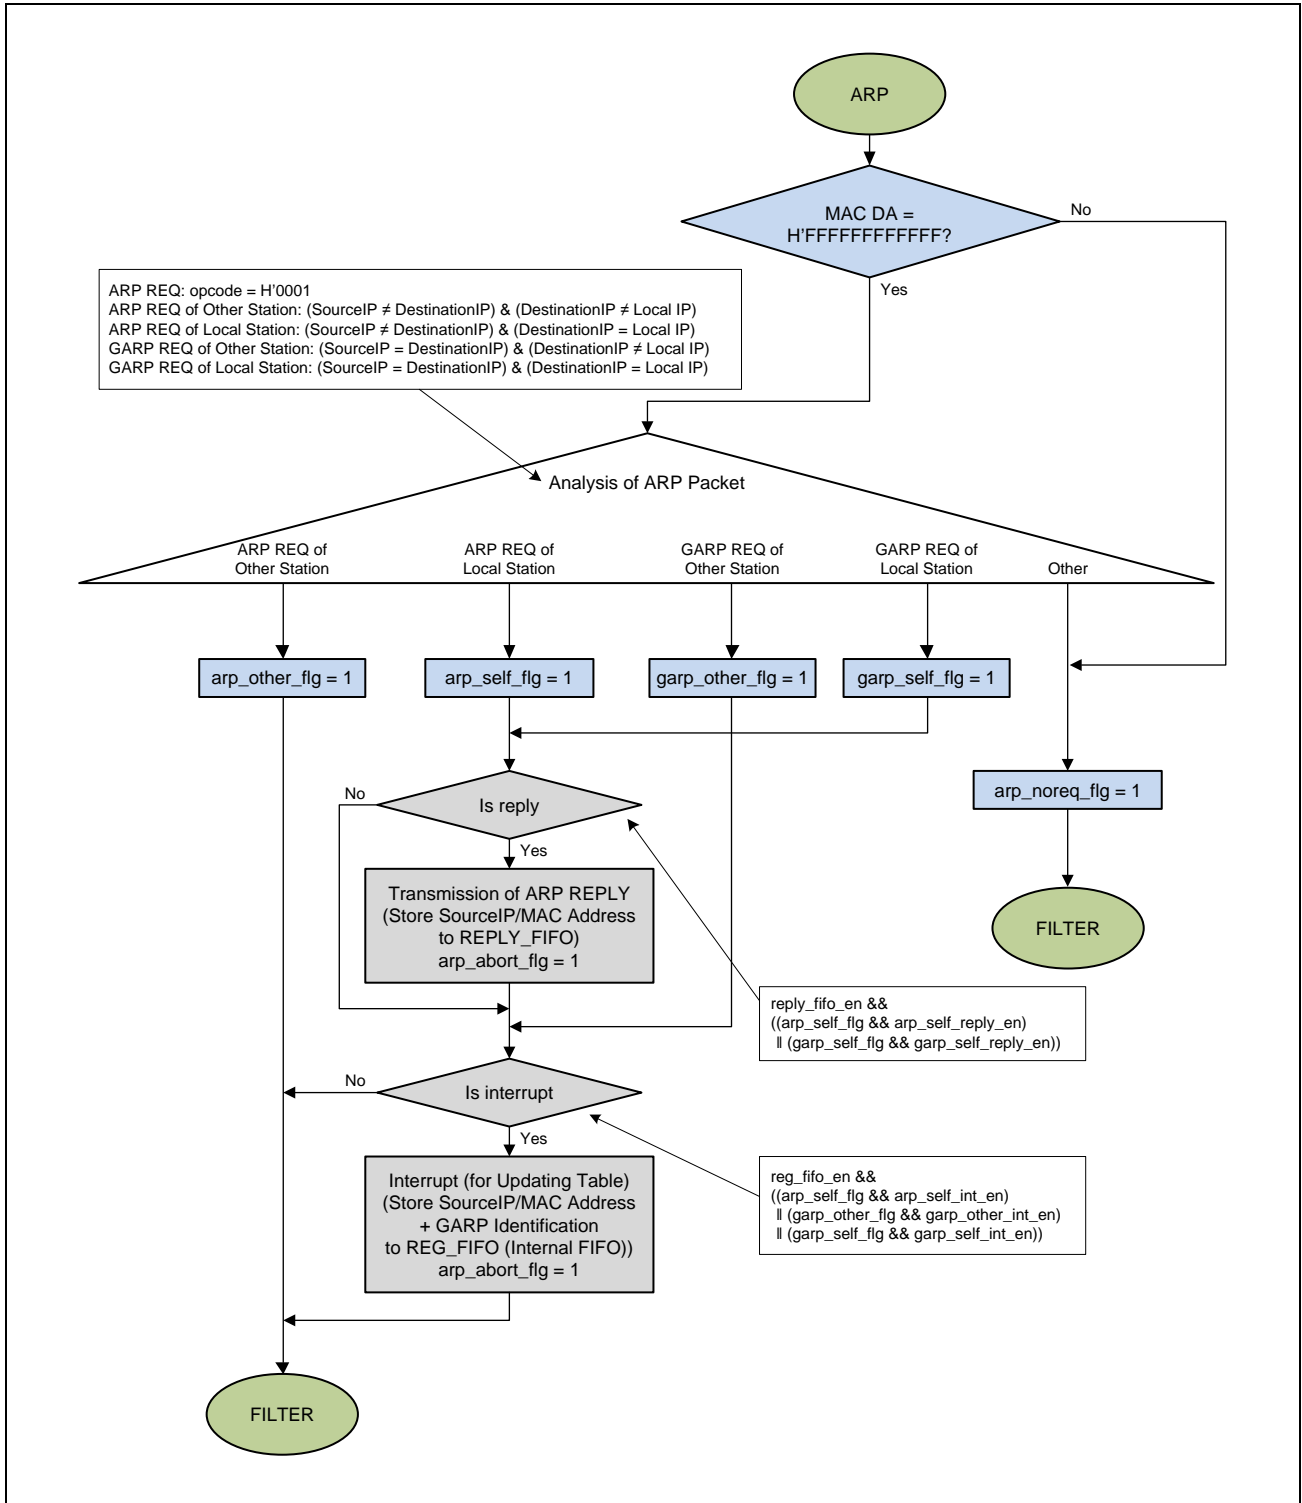 ARP
MAC DA =
H'FFFFFFFFFFFF?
No
Yes
ARP REQ: opcode = H'0001
ARP REQ of Other Station: (SourceIP ≠ DestinationIP) & (DestinationIP ≠ Local IP)
ARP REQ of Local Station: (SourceIP ≠ DestinationIP) & (DestinationIP = Local IP)
GARP REQ of Other Station: (SourceIP = DestinationIP) & (DestinationIP ≠ Local IP)
GARP REQ of Local Station: (SourceIP = DestinationIP) & (DestinationIP = Local IP)
Analysis of ARP Packet
ARP REQ of
Other Station
ARP REQ of
Local Station
GARP REQ of
Other Station
GARP REQ of
Local Station
Other
arp_other_flg = 1
arp_self_flg = 1
garp_other_flg = 1
garp_self_flg = 1
arp_noreq_flg = 1
No
Is reply
Yes
Transmission of ARP REPLY
(Store SourceIP/MAC Address
to REPLY_FIFO)
arp_abort_flg = 1
FILTER
reply_fifo_en &&
((arp_self_flg && arp_self_reply_en)
|| (garp_self_flg && garp_self_reply_en))
No
Is interrupt
Yes
Interrupt (for Updating Table)
(Store SourceIP/MAC Address
+ GARP Identification
to REG_FIFO (Internal FIFO))
arp_abort_flg = 1
reg_fifo_en &&
((arp_self_flg && arp_self_int_en)
|| (garp_other_flg && garp_other_int_en)
|| (garp_self_flg && garp_self_int_en))
FILTER